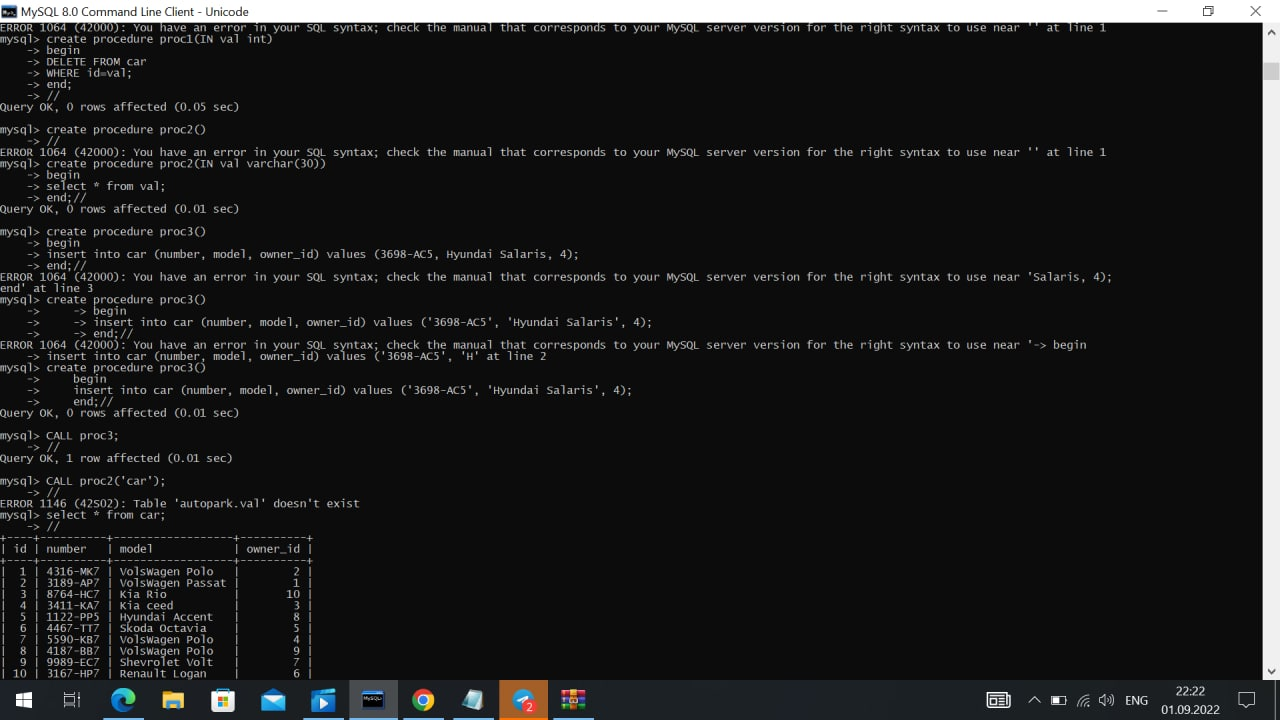 MySQL 8.0 Command Line Client - Unicode
ERROR 1064 (42000): You have an error in your SQL syntax; check the manual that corresponds to your MySQL server version for the right syntax to use near '' at line 1
mysql> create procedure proc1(IN val int)
    -> begin
    -> DELETE FROM car
    -> WHERE id=val;
    -> end;
    -> //
Query OK, 0 rows affected (0.05 sec)
mysql> create procedure proc2()
    -> //
ERROR 1064 (42000): You have an error in your SQL syntax; check the manual that corresponds to your MySQL server version for the right syntax to use near '' at line 1
mysql> create procedure proc2(IN val varchar(30))
    -> begin
    -> select * from val;
    -> end;//
Query OK, 0 rows affected (0.01 sec)
mysql> create procedure proc3()
    -> begin
    -> insert into car (number, model, owner_id) values (3698-AC5, Hyundai Salaris, 4);
    -> end;//
ERROR 1064 (42000): You have an error in your SQL syntax; check the manual that corresponds to your MySQL server version for the right syntax to use near 'Salaris, 4);
end' at line 3
mysql> create procedure proc3()
    ->     -> begin
    ->     -> insert into car (number, model, owner_id) values ('3698-AC5', 'Hyundai Salaris', 4);
    ->     -> end;//
ERROR 1064 (42000): You have an error in your SQL syntax; check the manual that corresponds to your MySQL server version for the right syntax to use near '-> begin
    -> insert into car (number, model, owner_id) values ('3698-AC5', 'H' at line 2
mysql> create procedure proc3()
    ->     begin
    ->     insert into car (number, model, owner_id) values ('3698-AC5', 'Hyundai Salaris', 4);
    ->     end;//
Query OK, 0 rows affected (0.01 sec)
mysql> CALL proc3;
    -> //
Query OK, 1 row affected (0.01 sec)
mysql> CALL proc2('car');
    -> //
ERROR 1146 (42S02): Table 'autopark.val' doesn't exist
mysql> select * from car;
    -> //
+----+----------+------------------+----------+
| id | number   | model            | owner_id |
+----+----------+------------------+----------+
|  1 | 4316-MK7 | VolsWagen Polo   |        2 |
|  2 | 3189-AP7 | VolsWagen Passat |        1 |
|  3 | 8764-HC7 | Kia Rio          |       10 |
|  4 | 3411-KA7 | Kia ceed         |        3 |
|  5 | 1122-PP5 | Hyundai Accent   |        8 |
|  6 | 4467-TT7 | Skoda Octavia    |        5 |
|  7 | 5590-KB7 | VolsWagen Polo   |        4 |
|  8 | 4187-BB7 | VolsWagen Polo   |        9 |
|  9 | 9989-EC7 | Shevrolet Volt   |        7 |
| 10 | 3167-HP7 | Renault Logan    |        6 |
MySQL
2
ENG
22:22
01.09.2022